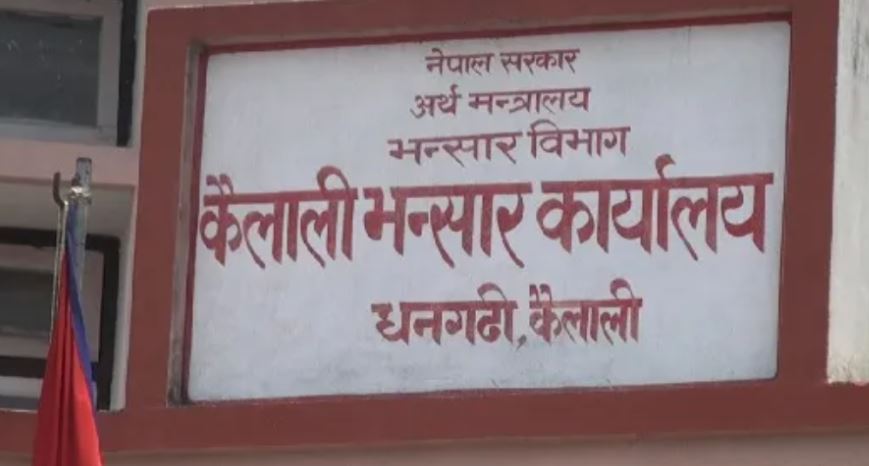 नेपाल सरकार
अर्थ मन्त्रालय
भन्सार विभाग
कैलाली भन्सार कार्यालय
धनगढी, कैलाली